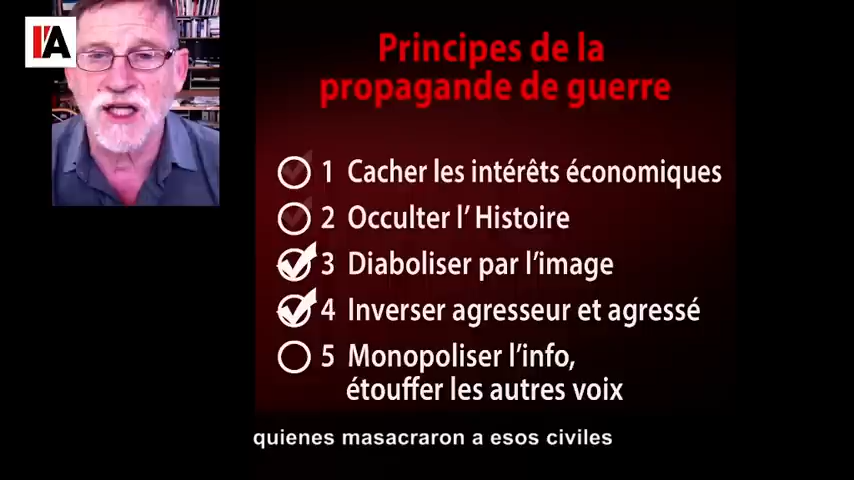 I'A
Principes de la
propagande de guerre
1 Cacher les intérêts économiques
2 Occulter l' Histoire
3 Diaboliser par l'image
4 Inverser agresseur et agressé
5 Monopoliser l'info,
étouffer les autres voix
quienes masacraron a esos civiles